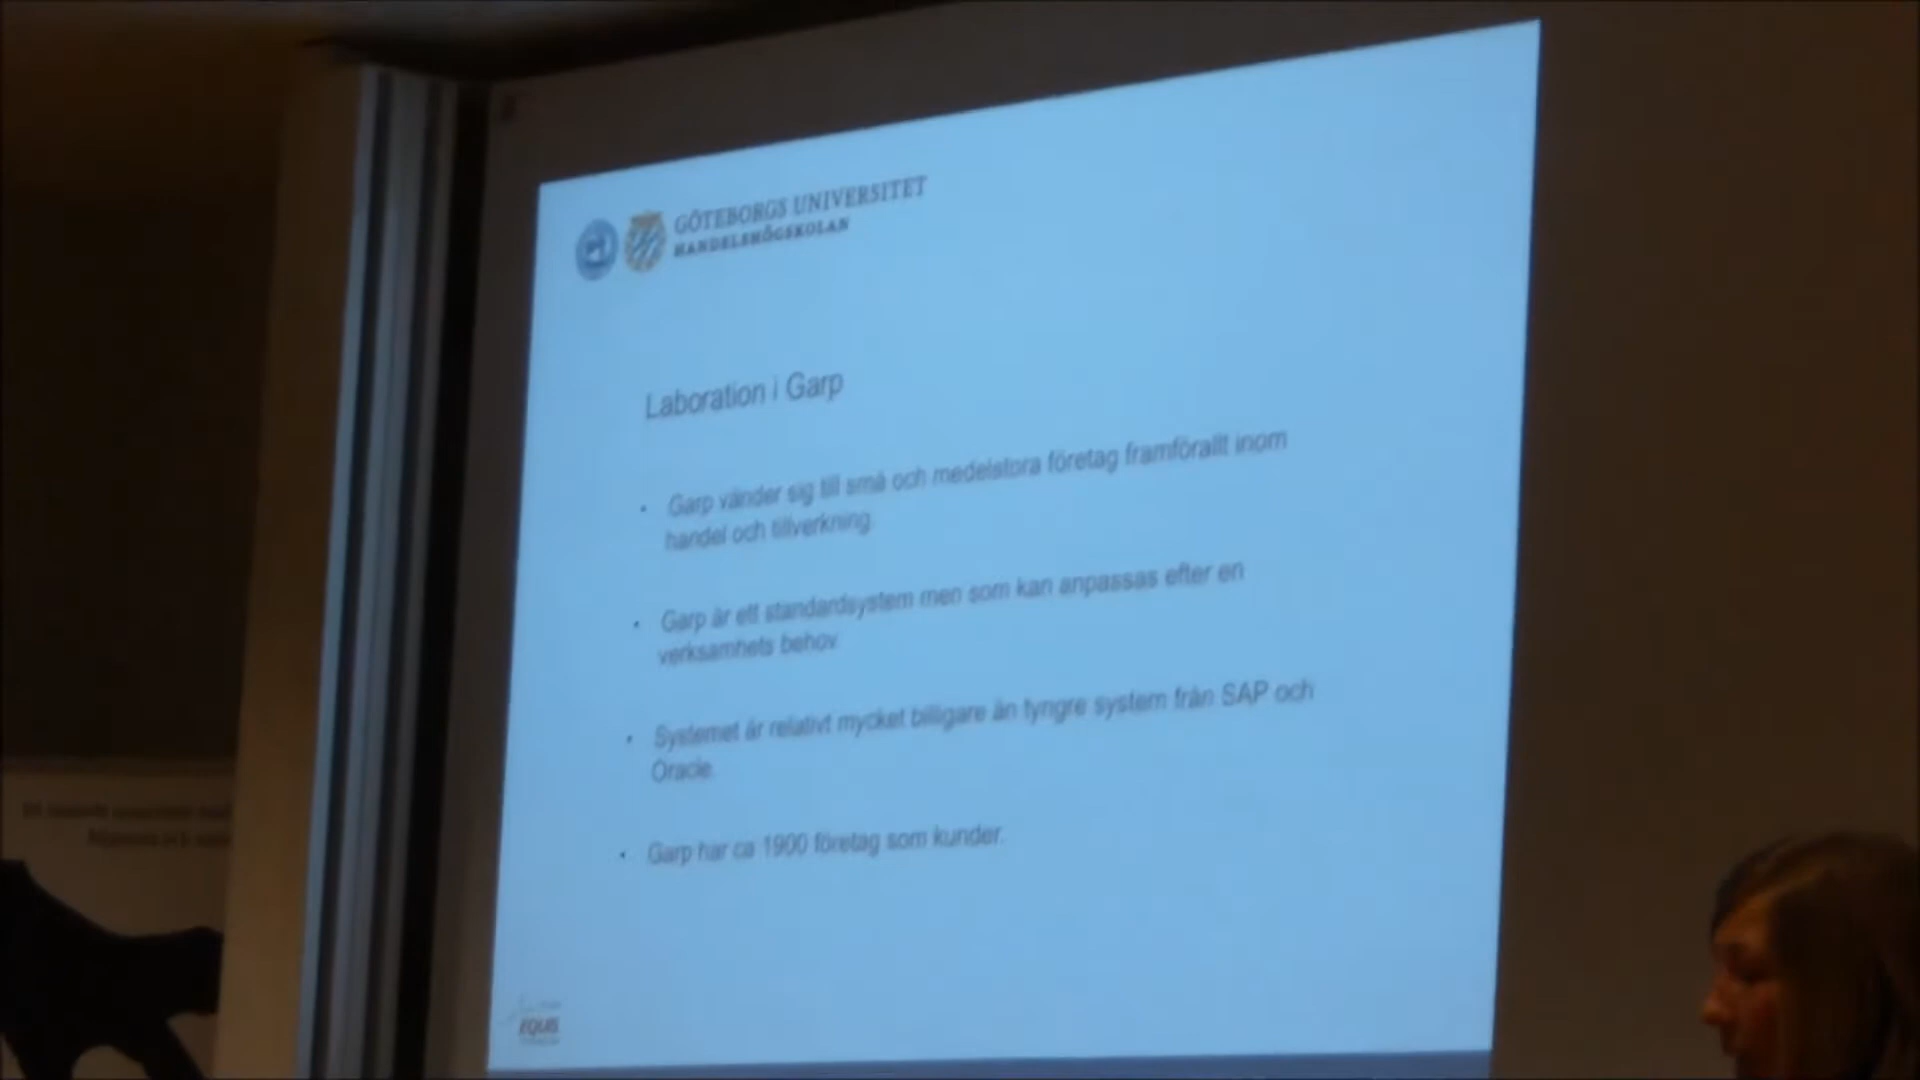 GÖTEBORGS UNIVERSITET
HANDELSHÖGSKOLAN
Laboration i Garp
• Garp vänder sig till små och medelstora företag framförallt inom
handel och tillverkning
• Garp är ett standardsystem men som kan anpassas efter en
verksamhets behov
• Systemet är relativt mycket billigare än tyngre system från SAP och
Oracle.
• Garp har ca 1900 företag som kunder.
EQUIS